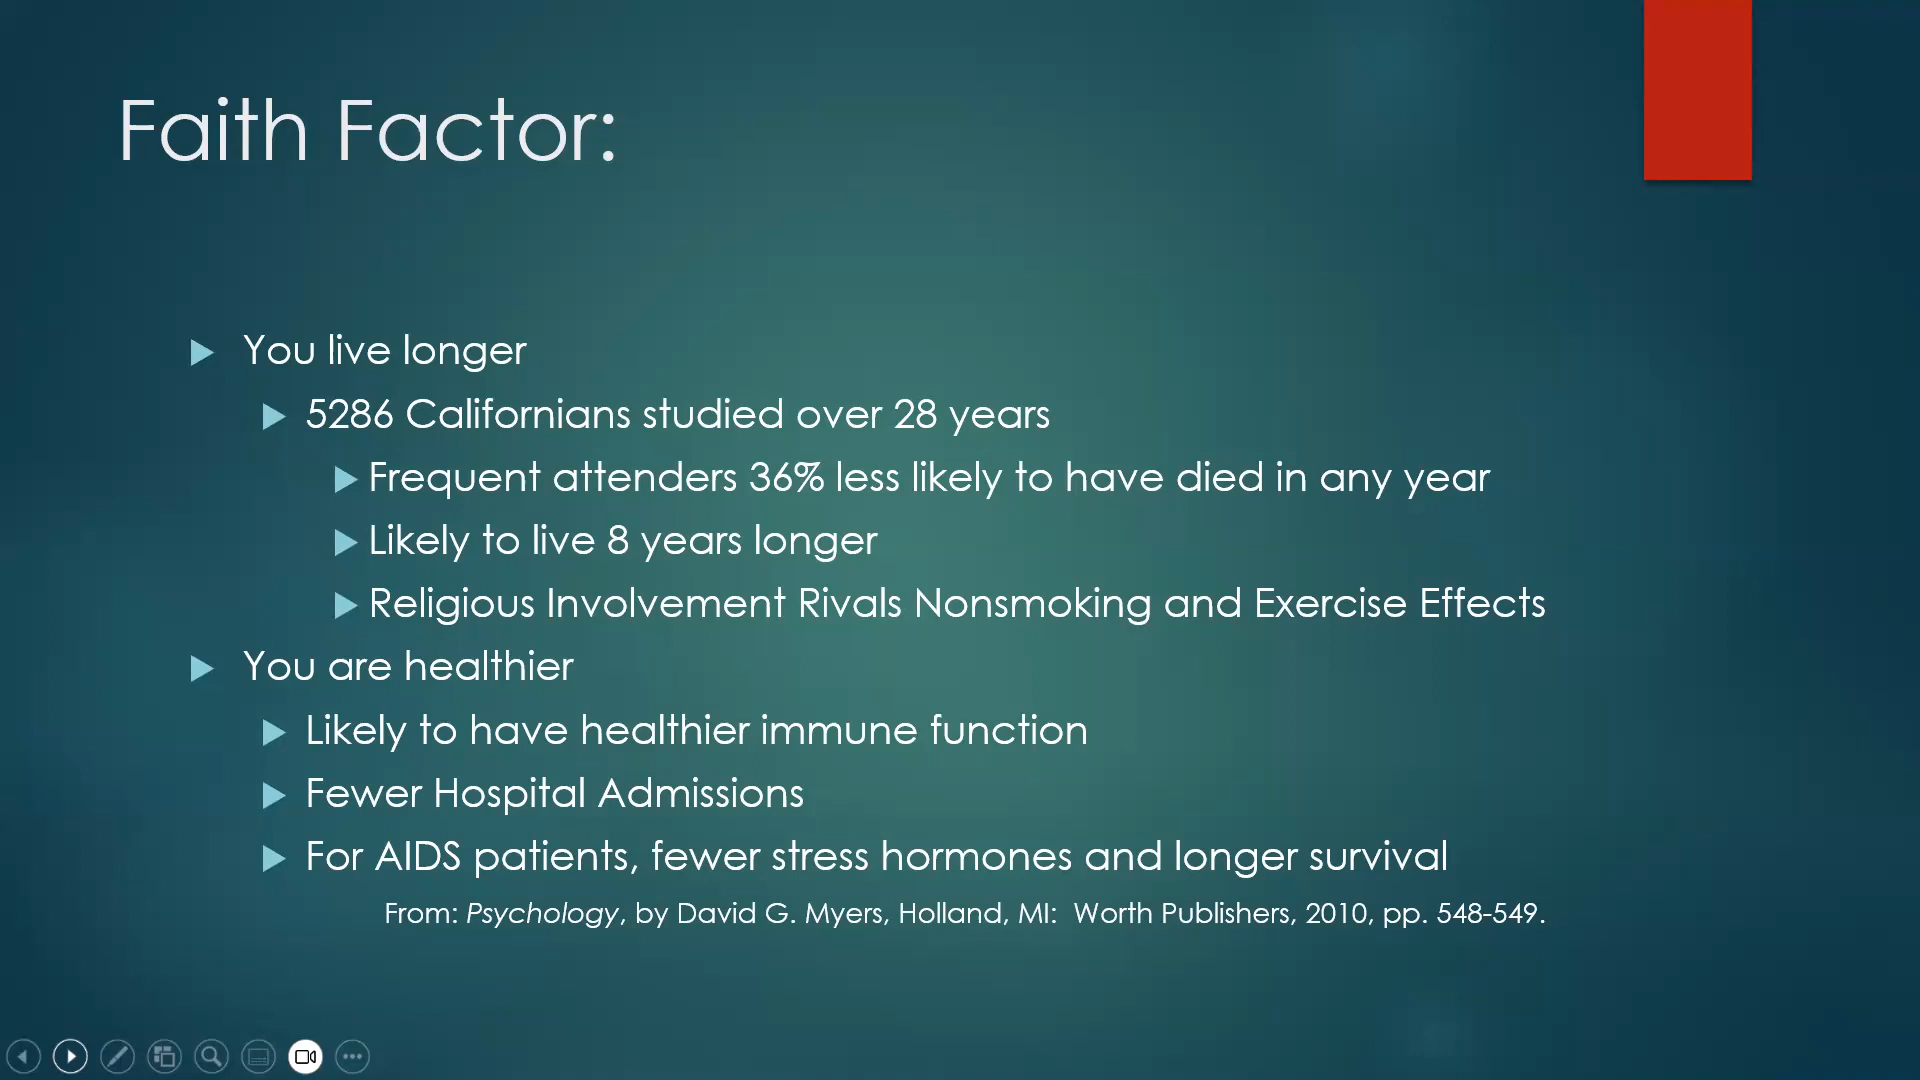 Faith Factor:
You live longer
5286 Californians studied over 28 years
Frequent attenders 36% less likely to have died in any year
Likely to live 8 years longer
Religious Involvement Rivals Nonsmoking and Exercise Effects
You are healthier
Likely to have healthier immune function
Fewer Hospital Admissions
For AIDS patients, fewer stress hormones and longer survival
From: Psychology, by David G. Myers, Holland, MI:  Worth Publishers, 2010, pp. 548-549.